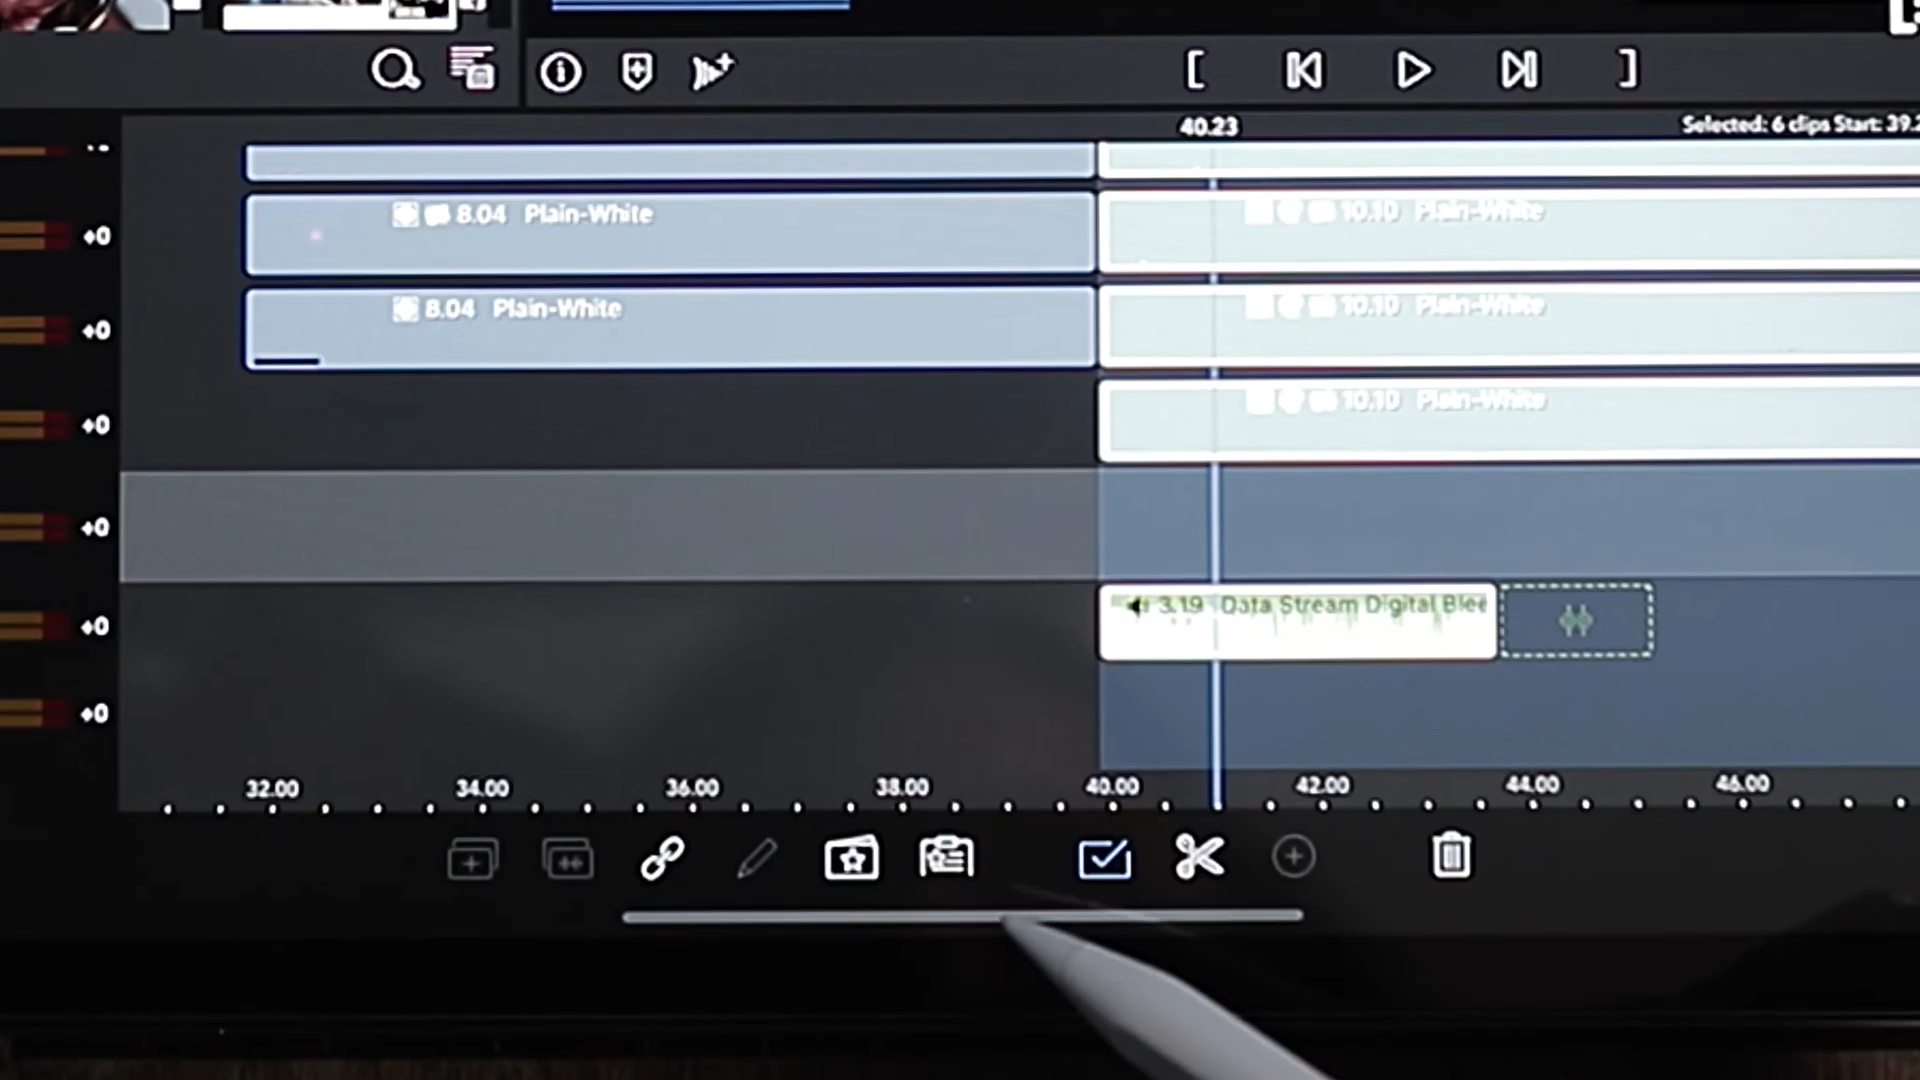 40.23
Selected: 6 clips Start: 39.2
8.04 Plain-White
10.10 Plain-White
+0
8.04 Plain-White
10.10 Plain-White
+0
10.10 Plain-White
+0
+0
3.19 Data Stream Digital Blee
+0
+0
32.00 34.00 36.00 38.00 40.00 42.00 44.00 46.00